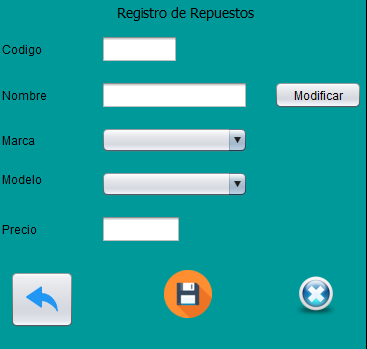 Registro de Repuestos
Codigo
Nombre
Modificar
Marca
Modelo
Precio